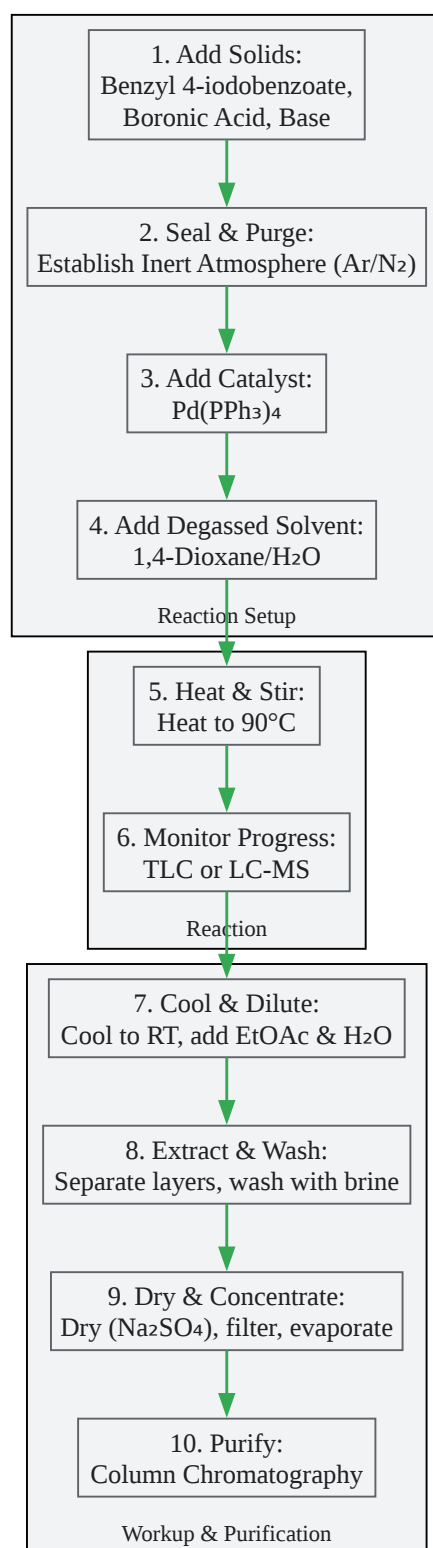 1. Add Solids:
Benzyl 4-iodobenzoate,
Boronic Acid, Base
2. Seal & Purge:
Establish Inert Atmosphere (Ar/N₂)
3. Add Catalyst:
Pd(PPh₃)₄
4. Add Degassed Solvent:
1,4-Dioxane/H₂O
Reaction Setup
5. Heat & Stir:
Heat to 90°C
6. Monitor Progress:
TLC or LC-MS
Reaction
7. Cool & Dilute:
Cool to RT, add EtOAc & H₂O
8. Extract & Wash:
Separate layers, wash with brine
9. Dry & Concentrate:
Dry (Na₂SO₄), filter, evaporate
10. Purify:
Column Chromatography
Workup & Purification